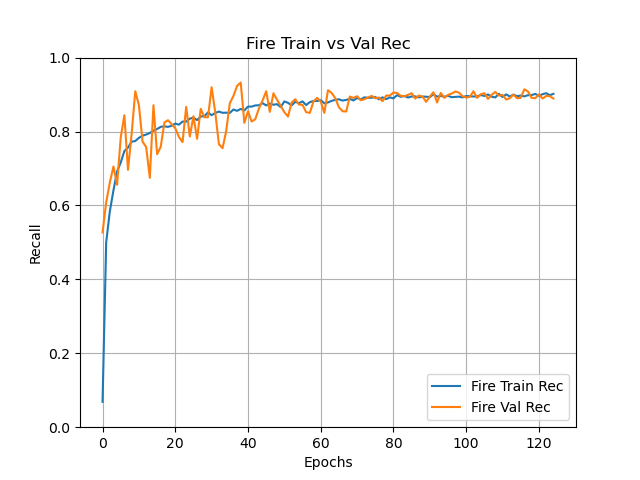 Fire Train vs Val Rec
1.0
0.8
0.6
0.4
0.2
0.0
Recall
0 20 40 60 80 100 120
Epochs
Fire Train Rec
Fire Val Rec